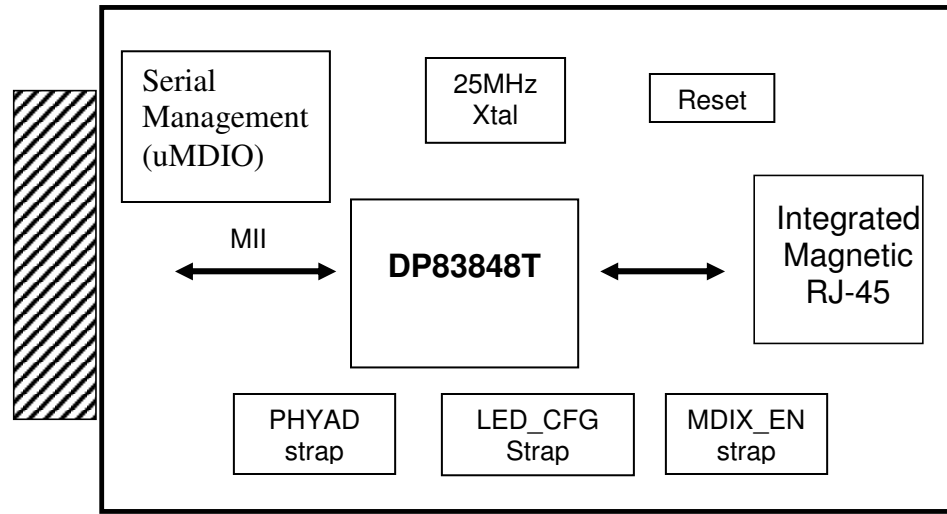 Serial
Management
(uMDIO)
25MHz
Xtal
Reset
MII
DP83848T
Integrated
Magnetic
RJ-45
PHYAD
strap
LED_CFG
Strap
MDIX_EN
strap